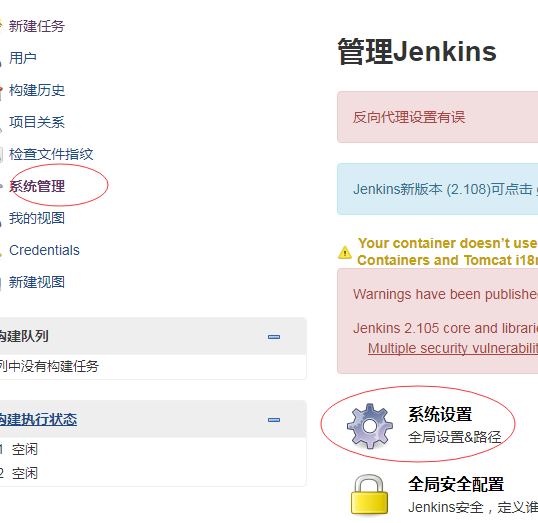 新建任务
用户
构建历史
项目关系
检查文件指纹
系统管理
我的视图
Credentials
新建视图
构建队列
列中没有构建任务
构建执行状态
1 空闲
2 空闲
管理Jenkins
反向代理设置有误
Jenkins新版本 (2.108)可点击
Your container doesn't use
Containers and Tomcat i18n
Warnings have been published
Jenkins 2.105 core and libraries
Multiple security vulnerabilit
系统设置
全局设置&路径
全局安全配置
Jenkins安全，定义谁